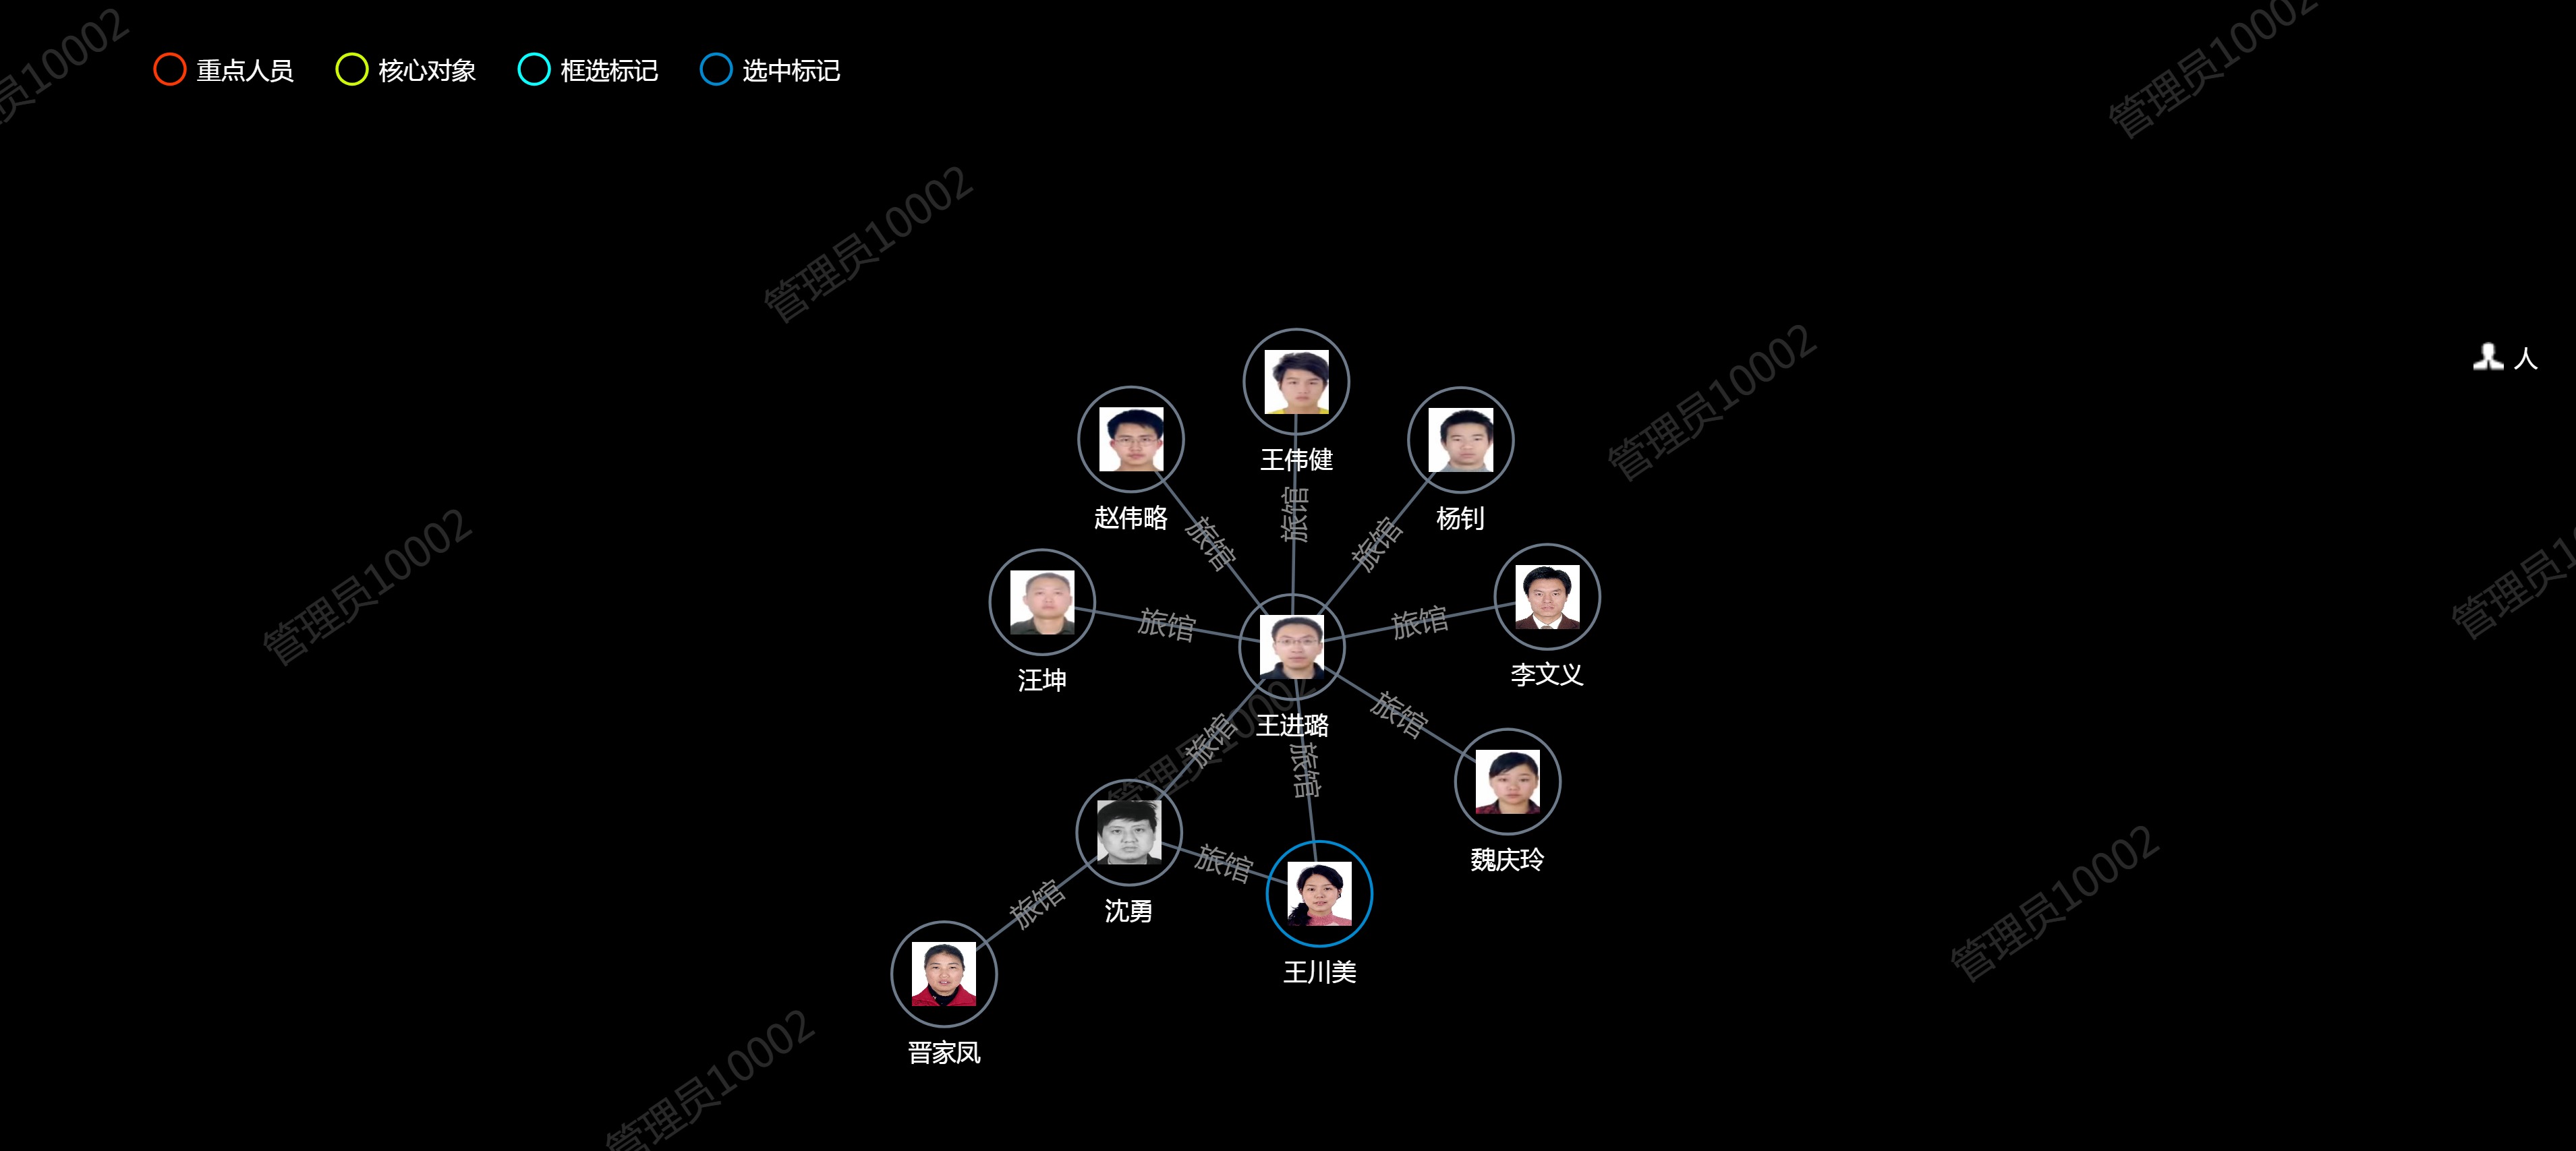 重点人员 核心对象 框选标记 选中标记
管理员10002
管理员10002
管理员10002
管理员10002
人
王伟健
赵伟略
杨钊
旅馆
旅馆
旅馆
管理员10002
管理员10
旅馆
旅馆
汪坤
李文义
王进璐
旅馆
旅馆
旅馆
管理员10002
魏庆玲
旅馆
沈勇
旅馆
王川美
晋家凤
管理员10002
管理员10002